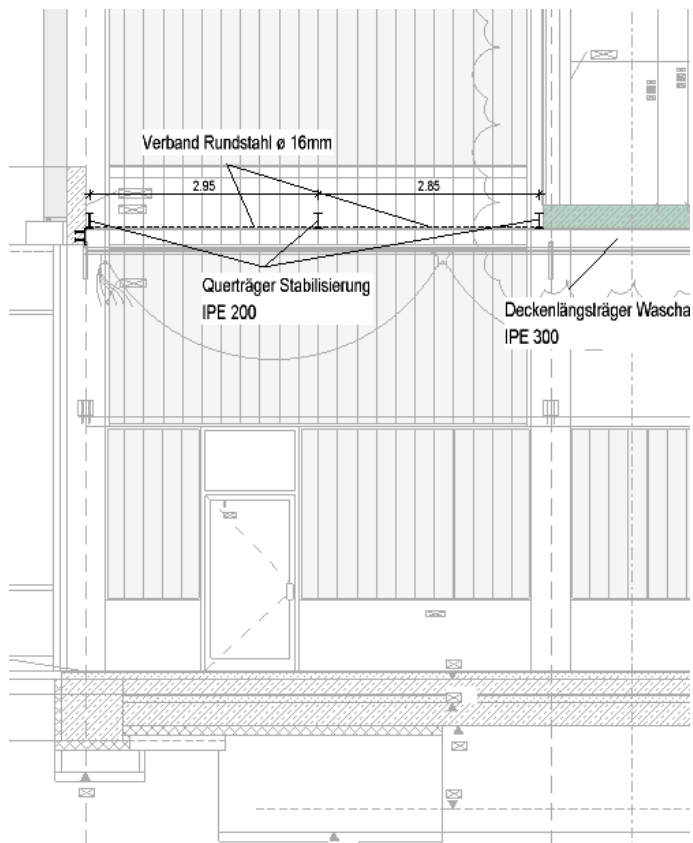 Verband Rundstahl ø 16mm
2.95
2.85
Querträger Stabilisierung
IPE 200
Deckenlängsträger Wascha
IPE 300